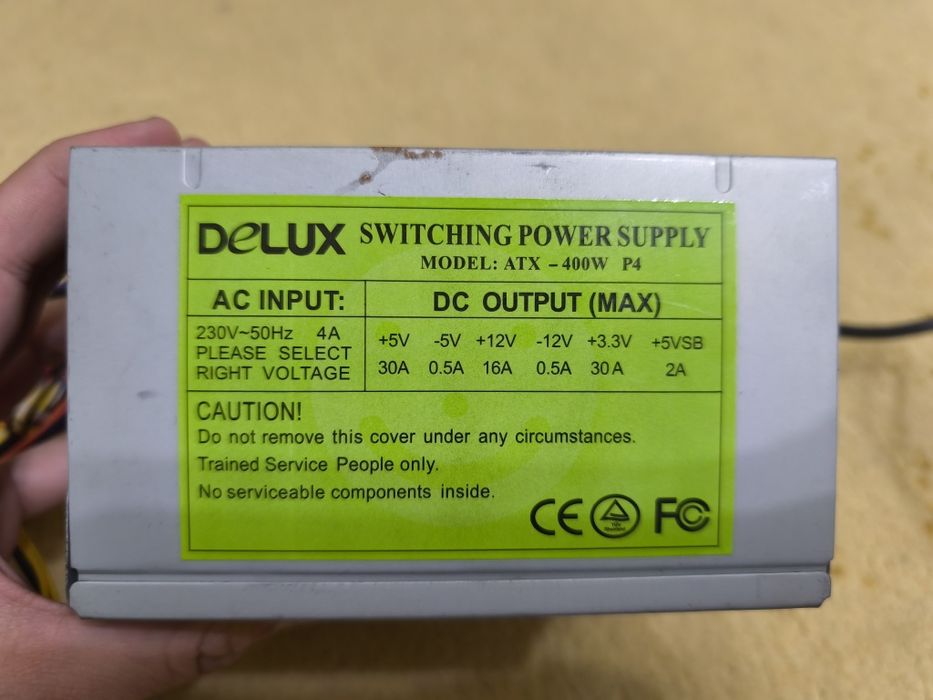 DeLUX SWITCHING POWER SUPPLY
MODEL: ATX - 400W P4
AC INPUT:
230V~50Hz 4A
PLEASE SELECT
RIGHT VOLTAGE
DC OUTPUT (MAX)
+5V -5V +12V -12V +3.3V +5VSB
30A 0.5A 16A 0.5A 30A 2A
CAUTION!
Do not remove this cover under any circumstances.
Trained Service People only.
No serviceable components inside.
CE FC